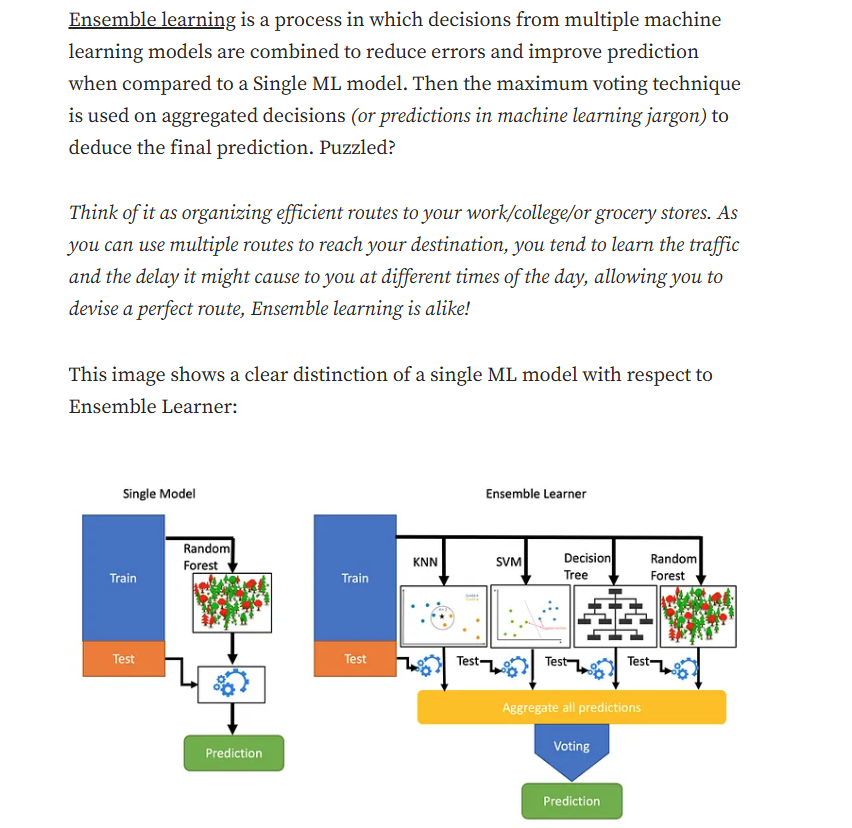 Ensemble learning is a process in which decisions from multiple machine
learning models are combined to reduce errors and improve prediction
when compared to a Single ML model. Then the maximum voting technique
is used on aggregated decisions (or predictions in machine learning jargon) to
deduce the final prediction. Puzzled?
Think of it as organizing efficient routes to your work/college/or grocery stores. As
you can use multiple routes to reach your destination, you tend to learn the traffic
and the delay it might cause to you at different times of the day, allowing you to
devise a perfect route, Ensemble learning is alike!
This image shows a clear distinction of a single ML model with respect to
Ensemble Learner:
Single Model
Train
Random
Forest
Test
Prediction
Ensemble Learner
Train
KNN
SVM
Decision
Tree
Random
Forest
Test
Test
Test
Test
Aggregate all predictions
Voting
Prediction